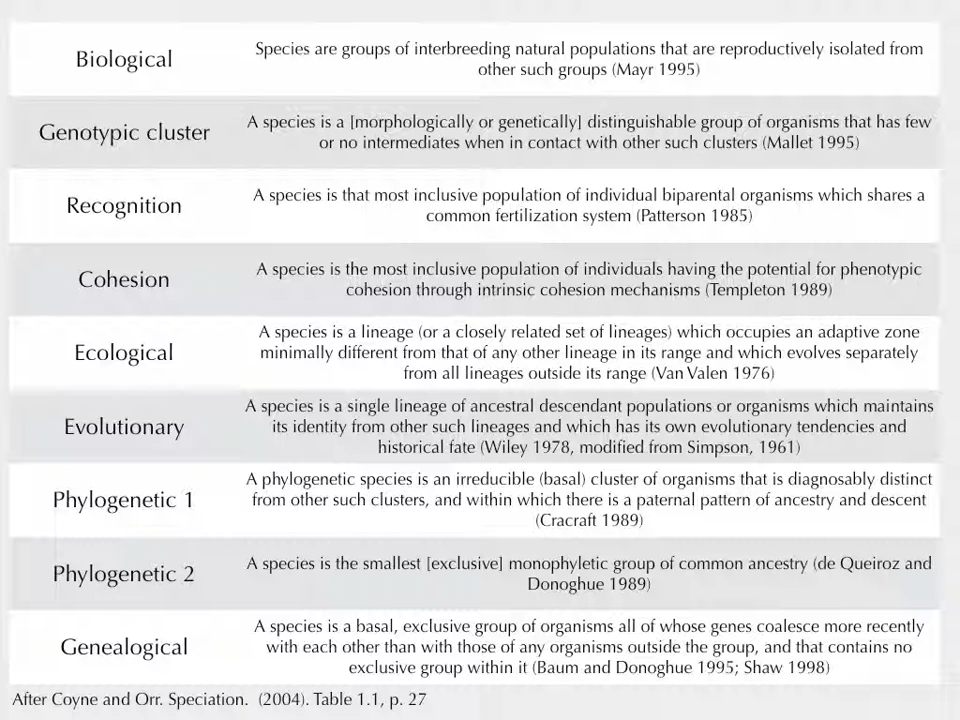 Biological
Species are groups of interbreeding natural populations that are reproductively isolated from
other such groups (Mayr 1995)
Genotypic cluster
A species is a [morphologically or genetically] distinguishable group of organisms that has few
or no intermediates when in contact with other such clusters (Mallet 1995)
Recognition
A species is that most inclusive population of individual biparental organisms which shares a
common fertilization system (Patterson 1985)
Cohesion
A species is the most inclusive population of individuals having the potential for phenotypic
cohesion through intrinsic cohesion mechanisms (Templeton 1989)
Ecological
A species is a lineage (or a closely related set of lineages) which occupies an adaptive zone
minimally different from that of any other lineage in its range and which evolves separately
from all lineages outside its range (Van Valen 1976)
Evolutionary
A species is a single lineage of ancestral descendant populations or organisms which maintains
its identity from other such lineages and which has its own evolutionary tendencies and
historical fate (Wiley 1978, modified from Simpson, 1961)
Phylogenetic 1
A phylogenetic species is an irreducible (basal) cluster of organisms that is diagnosably distinct
from other such clusters, and within which there is a paternal pattern of ancestry and descent
(Cracraft 1989)
Phylogenetic 2
A species is the smallest [exclusive] monophyletic group of common ancestry (de Queiroz and
Donoghue 1989)
Genealogical
A species is a basal, exclusive group of organisms all of whose genes coalesce more recently
with each other than with those of any organisms outside the group, and that contains no
exclusive group within it (Baum and Donoghue 1995; Shaw 1998)
After Coyne and Orr. Speciation. (2004). Table 1.1, p. 27